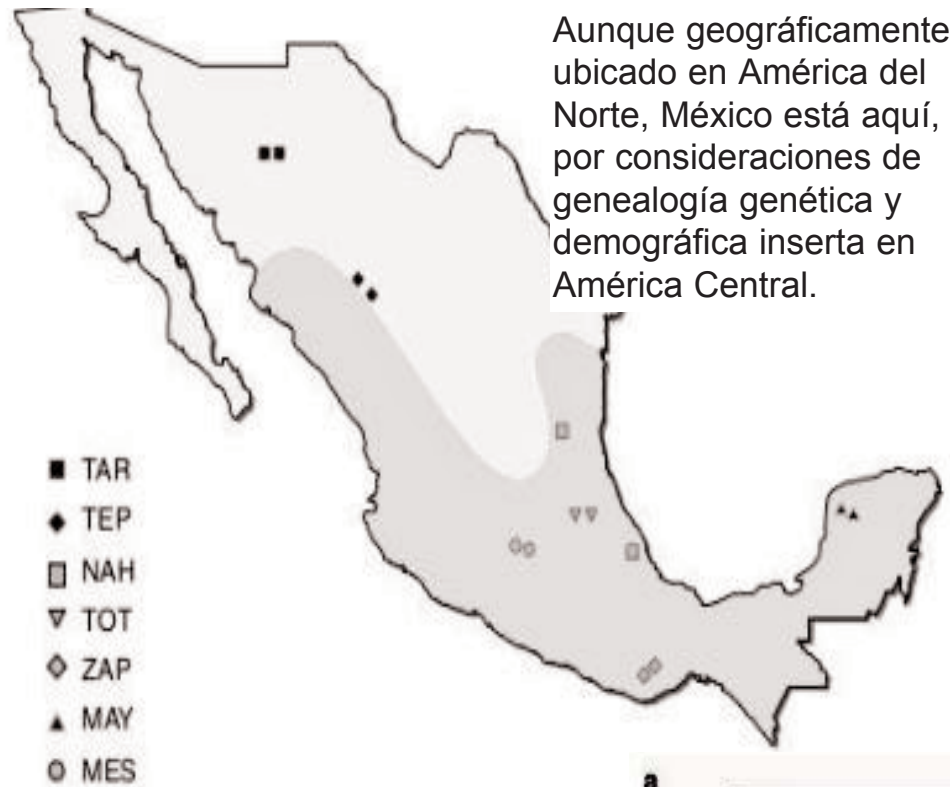 Aunque geográficamente
ubicado en América del
Norte, México está aquí,
por consideraciones de
genealogía genética y
demográfica inserta en
América Central.
TAR
TEP
NAH
TOT
ZAP
MAY
MES
a